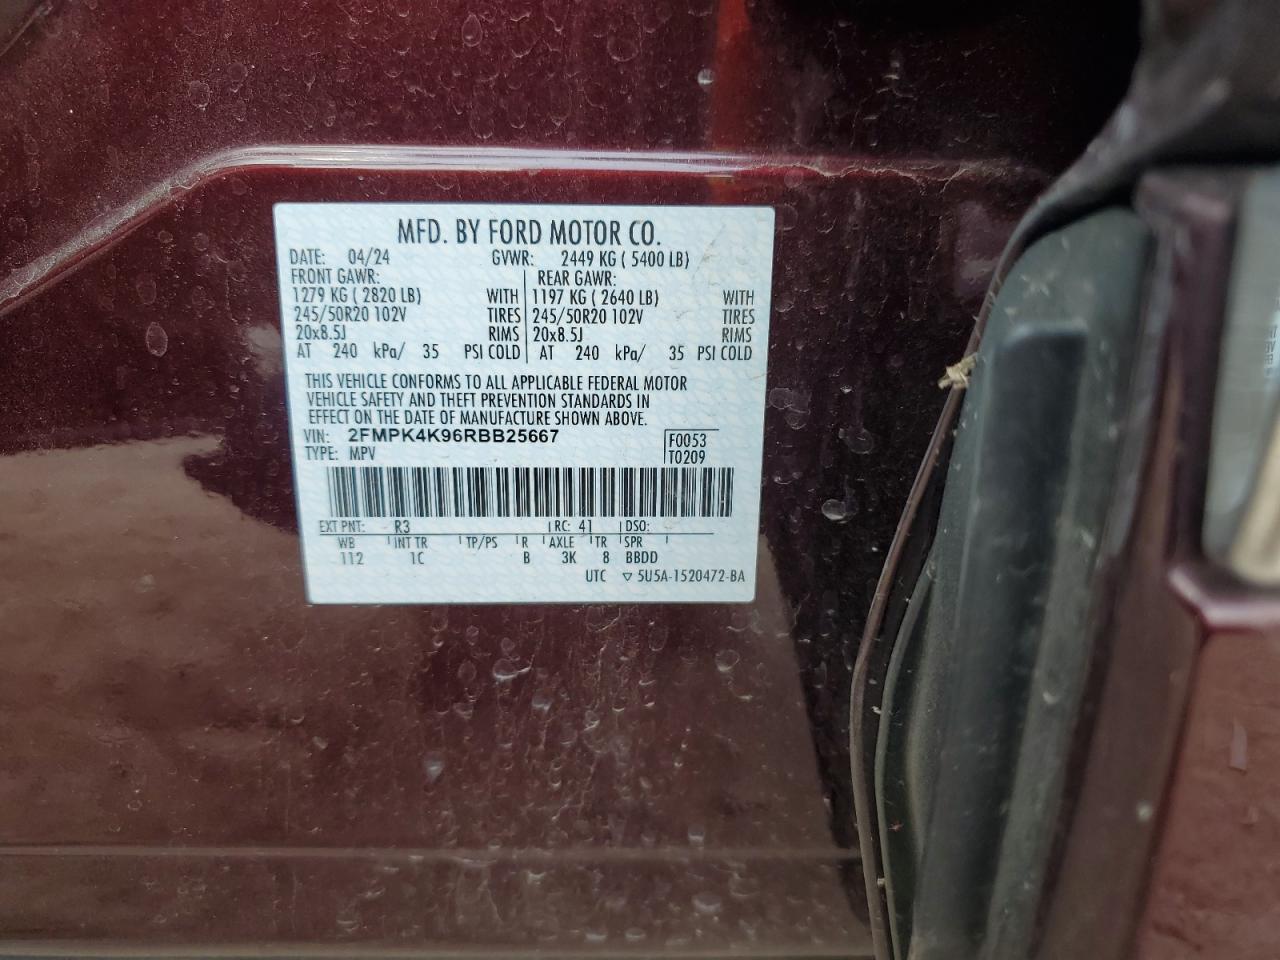 MFD. BY FORD MOTOR CO.
DATE: 04/24 GVWR: 2449 KG ( 5400 LB)
FRONT GAWR: REAR GAWR:
1279 KG ( 2820 LB) WITH 1197 KG ( 2640 LB) WITH
245/50R20 102V TIRES 245/50R20 102V TIRES
20x8.5J RIMS 20x8.5J RIMS
AT 240 kPa/ 35 PSI COLD AT 240 kPa/ 35 PSI COLD
THIS VEHICLE CONFORMS TO ALL APPLICABLE FEDERAL MOTOR
VEHICLE SAFETY AND THEFT PREVENTION STANDARDS IN
EFFECT ON THE DATE OF MANUFACTURE SHOWN ABOVE.
VIN: 2FMPK4K96RBB25667 F0053
TYPE: MPV T0209
EXT PNT: R3 RC: 41 DSO:
WB INT TR TP/PS R AXLE TR SPR
112 1C B 3K 8 BBDD
UTC ▽ 5U5A-1520472-BA